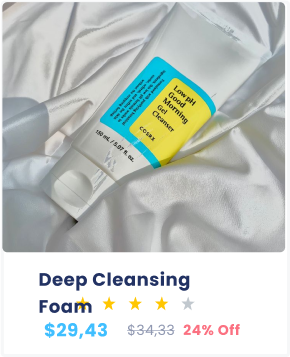 Low pH
Good
Morning
Gel
Cleanser
COSRX
150 mL / 5.07 fl. oz.
Deep Cleansing
Foam
$29,43 $34,33 24% Off